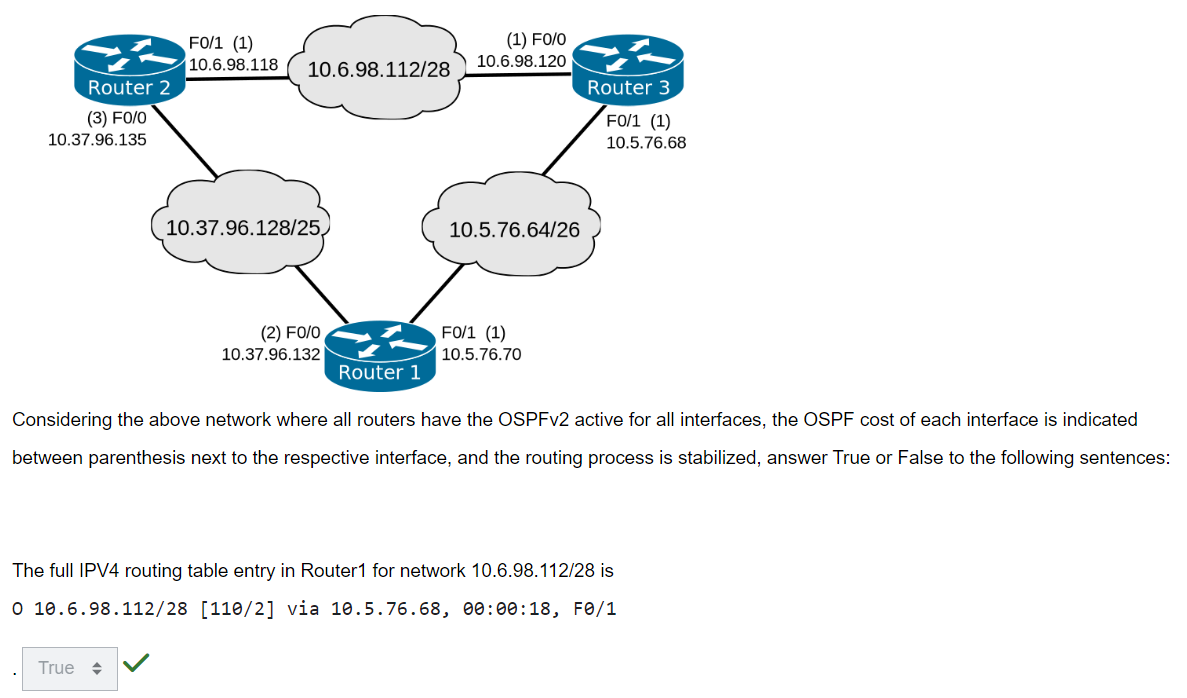 F0/1 (1)
10.6.98.118
10.6.98.112/28
(1) F0/0
10.6.98.120
Router 2
Router 3
(3) F0/0
10.37.96.135
F0/1 (1)
10.5.76.68
10.37.96.128/25
10.5.76.64/26
(2) F0/0
10.37.96.132
F0/1 (1)
10.5.76.70
Router 1
Considering the above network where all routers have the OSPFv2 active for all interfaces, the OSPF cost of each interface is indicated
between parenthesis next to the respective interface, and the routing process is stabilized, answer True or False to the following sentences:
The full IPV4 routing table entry in Router1 for network 10.6.98.112/28 is
O 10.6.98.112/28 [110/2] via 10.5.76.68, 00:00:18, F0/1
. True